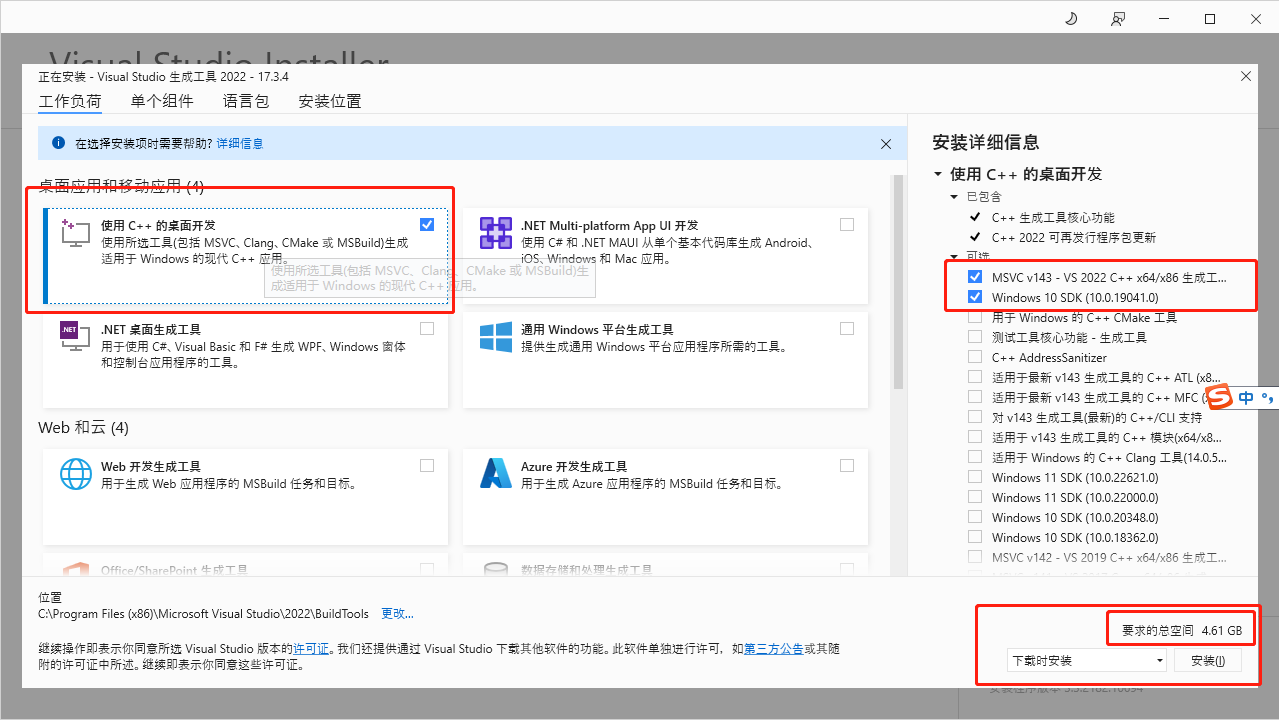 Visual Studio Installer
正在安装 - Visual Studio 生成工具 2022 - 17.3.4
工作负荷 单个组件 语言包 安装位置
在选择安装项时需要帮助? 详细信息
桌面应用和移动应用 (4)
使用 C++ 的桌面开发
使用所选工具(包括 MSVC、Clang、CMake 或 MSBuild)生成
适用于 Windows 的现代 C++ 应用。
使用所选工具(包括 MSVC、Clang、CMake 或 MSBuild)生
成适用于 Windows 的现代 C++ 应用。
.NET Multi-platform App UI 开发
使用 C# 和 .NET MAUI 从单个基本代码库生成 Android、
iOS、Windows 和 Mac 应用。
.NET
.NET 桌面生成工具
用于使用 C#、Visual Basic 和 F# 生成 WPF、Windows 窗体
和控制台应用程序的工具。
通用 Windows 平台生成工具
提供生成通用 Windows 平台应用程序所需的工具。
Web 和云 (4)
Web 开发生成工具
用于生成 Web 应用程序的 MSBuild 任务和目标。
Azure 开发生成工具
用于生成 Azure 应用程序的 MSBuild 任务和目标。
Office/SharePoint 生成工具
数据存储和处理生成工具
安装详细信息
使用 C++ 的桌面开发
已包含
C++ 生成工具核心功能
C++ 2022 可再发行程序包更新
可选
MSVC v143 - VS 2022 C++ x64/x86 生成工...
Windows 10 SDK (10.0.19041.0)
用于 Windows 的 C++ CMake 工具
测试工具核心功能 - 生成工具
C++ AddressSanitizer
适用于最新 v143 生成工具的 C++ ATL (x8...
适用于最新 v143 生成工具的 C++ MFC (x
对 v143 生成工具(最新)的 C++/CLI 支持
适用于 v143 生成工具的 C++ 模块(x64/x8...
适用于 Windows 的 C++ Clang 工具(14.0.5...
Windows 11 SDK (10.0.22621.0)
Windows 11 SDK (10.0.22000.0)
Windows 10 SDK (10.0.20348.0)
Windows 10 SDK (10.0.18362.0)
MSVC v142 - VS 2019 C++ x64/x86 生成工...
中
位置
C:\Program Files (x86)\Microsoft Visual Studio\2022\BuildTools 更改...
继续操作即表示你同意所选 Visual Studio 版本的许可证。我们还提供通过 Visual Studio 下载其他软件的功能。此软件单独进行许可，如第三方公告或其随
附的许可证中所述。继续即表示你同意这些许可证。
要求的总空间 4.61 GB
下载时安装 安装(I)